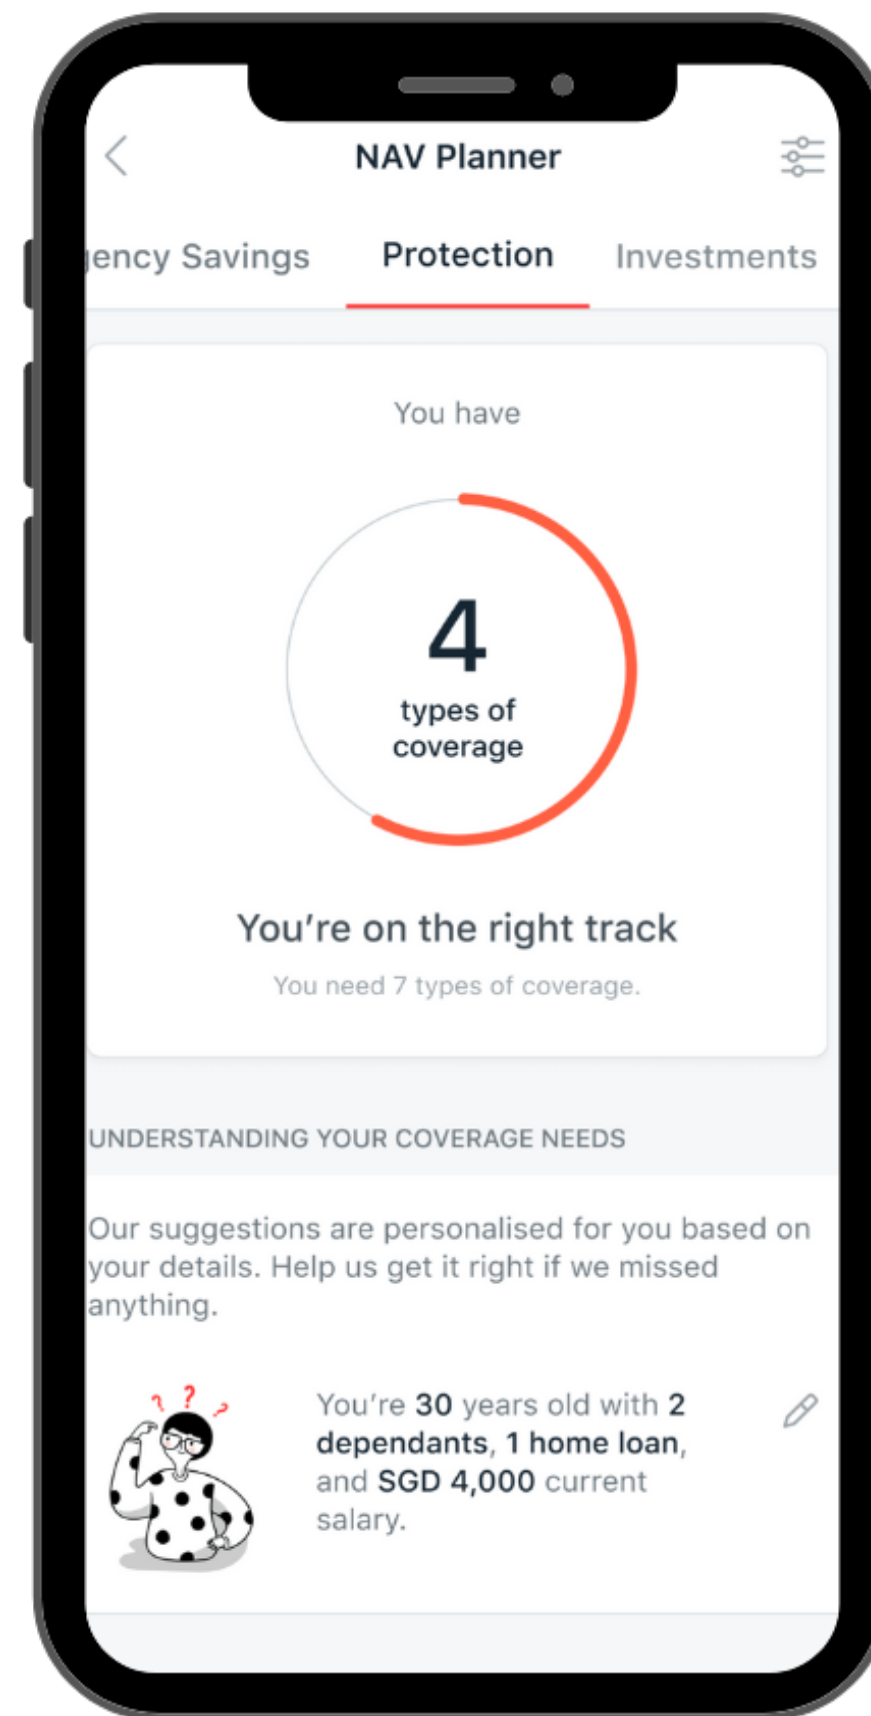 NAV Planner
gency Savings Protection Investments
You have
4
types of
coverage
You're on the right track
You need 7 types of coverage.
UNDERSTANDING YOUR COVERAGE NEEDS
Our suggestions are personalised for you based on
your details. Help us get it right if we missed
anything.
? ? ?
You're 30 years old with 2
dependants, 1 home loan,
and SGD 4,000 current
salary.